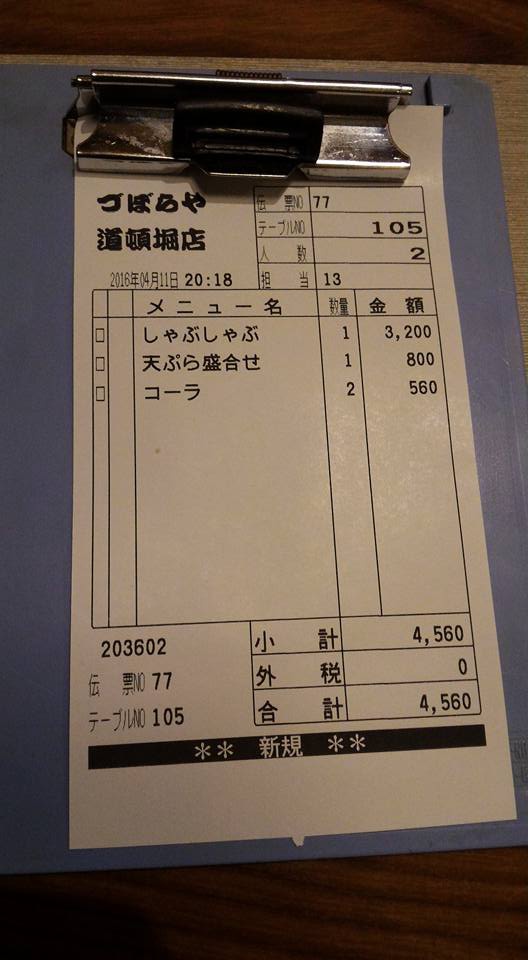 づぼらや
道頓堀店
伝票NO 77
テーブルNO 105
人数 2
2016年04月11日 20:18 担当 13
メニュー名 数量 金額
しゃぶしゃぶ 1 3,200
天ぷら盛合せ 1 800
コーラ 2 560
小計 4,560
外税 0
合計 4,560
203602
伝票NO 77
テーブルNO 105
** 新規 **